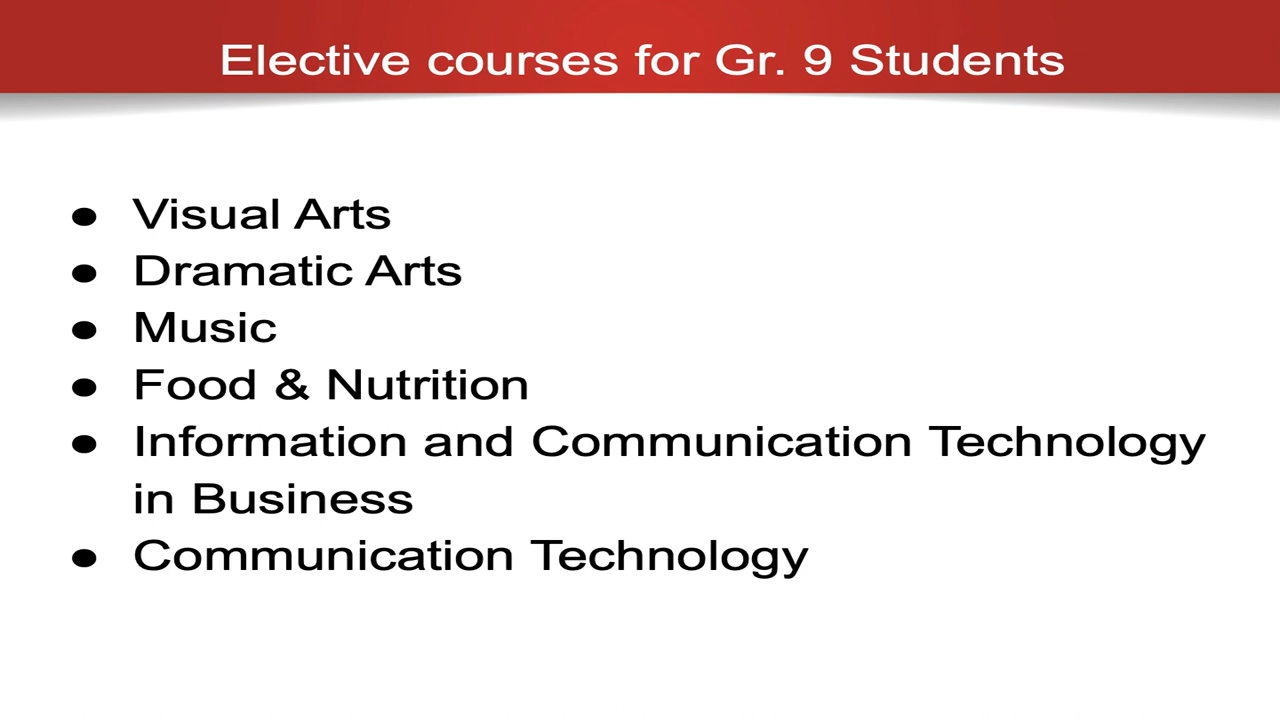 Elective courses for Gr. 9 Students
● Visual Arts
● Dramatic Arts
● Music
● Food & Nutrition
● Information and Communication Technology
in Business
● Communication Technology